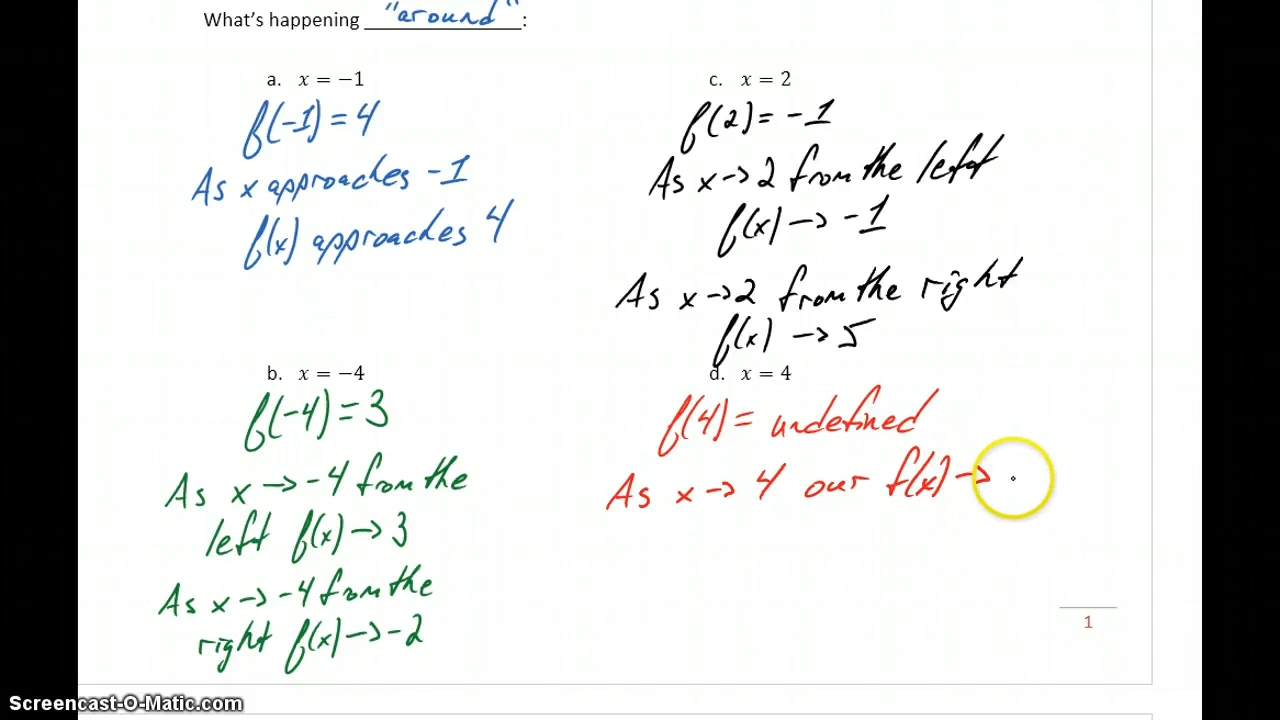 What's happening "around":
a. x = −1
f(-1) = 4
As x approaches -1
f(x) approaches 4
b. x = −4
f(-4) = 3
As x → -4 from the
left f(x) → 3
As x → -4 from the
right f(x) → -2
c. x = 2
f(2) = -1
As x → 2 from the left
f(x) → -1
As x → 2 from the right
f(x) → 5
d. x = 4
f(4) = undefined
As x → 4 our f(x) →
1
Screencast-O-Matic.com